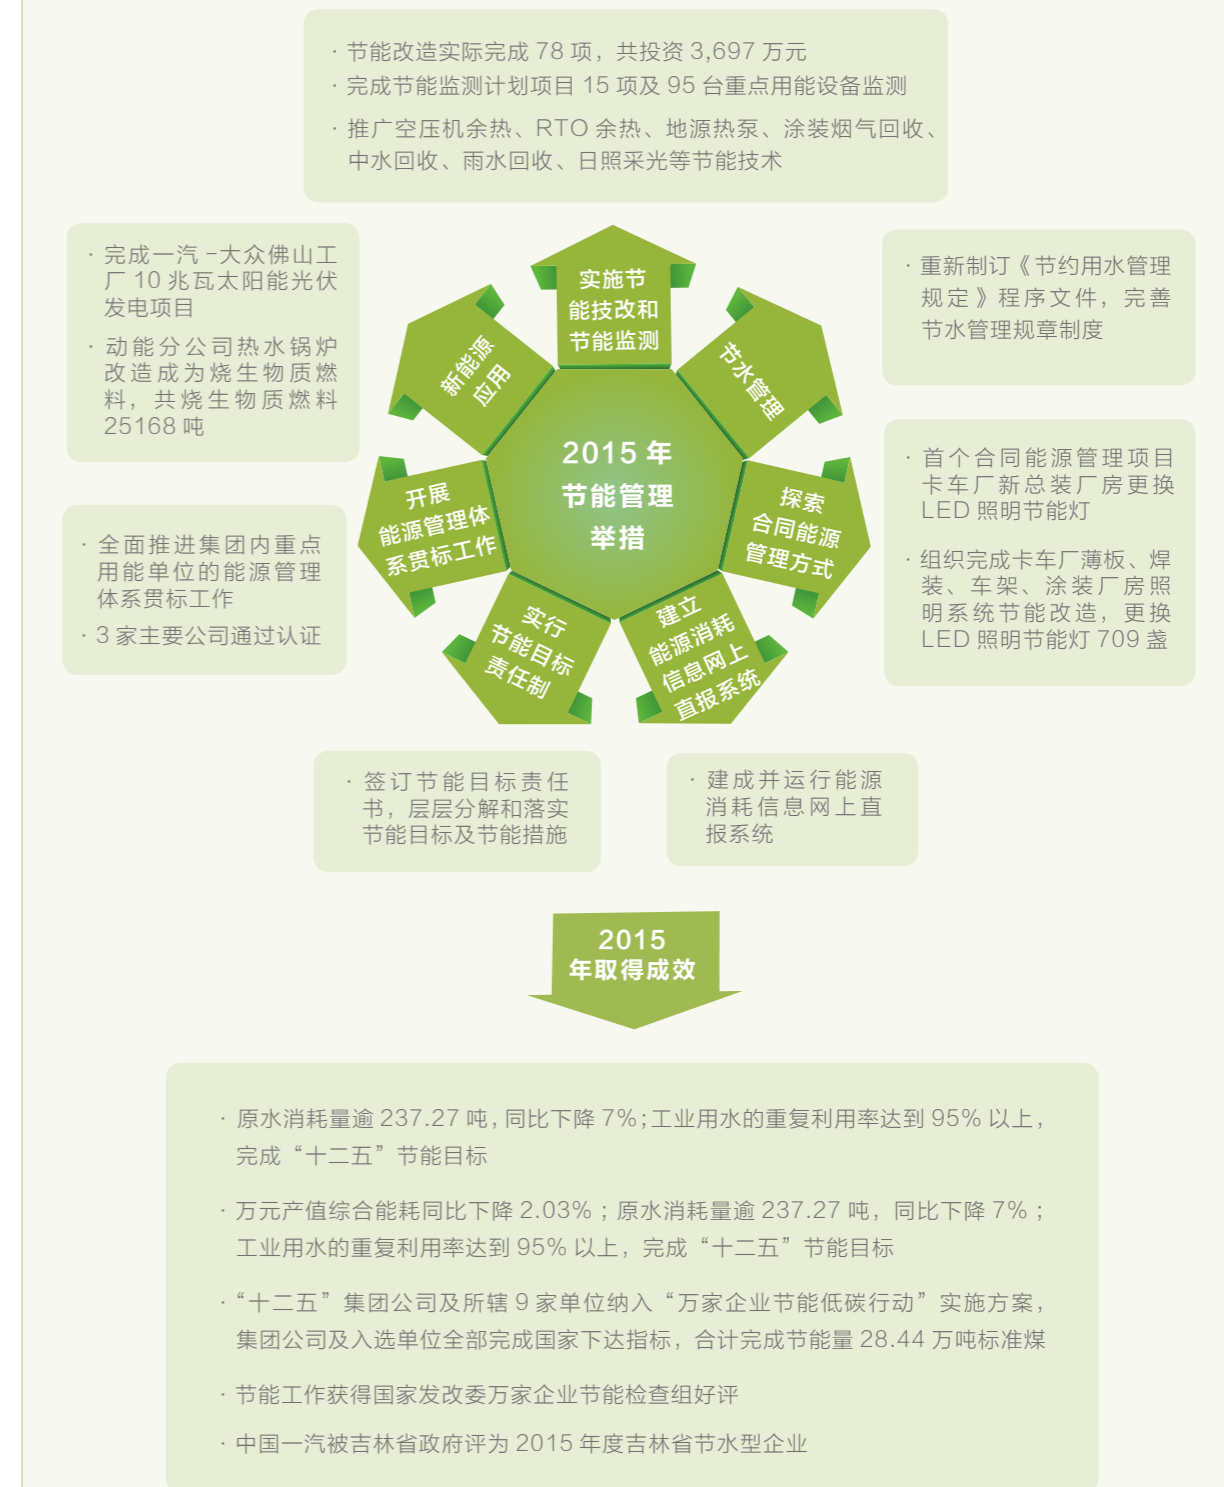 · 节能改造实际完成 78 项，共投资 3,697 万元
· 完成节能监测计划项目 15 项及 95 台重点用能设备监测
· 推广空压机余热、RTO 余热、地源热泵、涂装烟气回收、
中水回收、雨水回收、日照采光等节能技术
· 完成一汽 -大众佛山工
厂 10 兆瓦太阳能光伏
发电项目
· 动能分公司热水锅炉
改造成为烧生物质燃
料，共烧生物质燃料
25168 吨
· 全面推进集团内重点
用能单位的能源管理
体系贯标工作
· 3 家主要公司通过认证
实施节
能技改和
节能监测
新能源
应用
节水管理
开展
能源管理体
系贯标工作
2015 年
节能管理
举措
探索
合同能源
管理方式
实行
节能目标
责任制
建立
能源消耗
信息网上
直报系统
· 重新制订《节约用水管理
规定》程序文件，完善
节水管理规章制度
· 首个合同能源管理项目
卡车厂新总装厂房更换
LED 照明节能灯
· 组织完成卡车厂薄板、焊
装、车架、涂装厂房照
明系统节能改造，更换
LED 照明节能灯 709 盏
· 签订节能目标责任
书，层层分解和落实
节能目标及节能措施
· 建成并运行能源
消耗信息网上直
报系统
2015
年取得成效
· 原水消耗量逾 237.27 吨，同比下降 7%；工业用水的重复利用率达到 95% 以上，
完成“十二五”节能目标
· 万元产值综合能耗同比下降 2.03%；原水消耗量逾 237.27 吨，同比下降 7%；
工业用水的重复利用率达到 95% 以上，完成“十二五”节能目标
· “十二五”集团公司及所辖 9 家单位纳入“万家企业节能低碳行动”实施方案，
集团公司及入选单位全部完成国家下达指标，合计完成节能量 28.44 万吨标准煤
· 节能工作获得国家发改委万家企业节能检查组好评
· 中国一汽被吉林省政府评为 2015 年度吉林省节水型企业